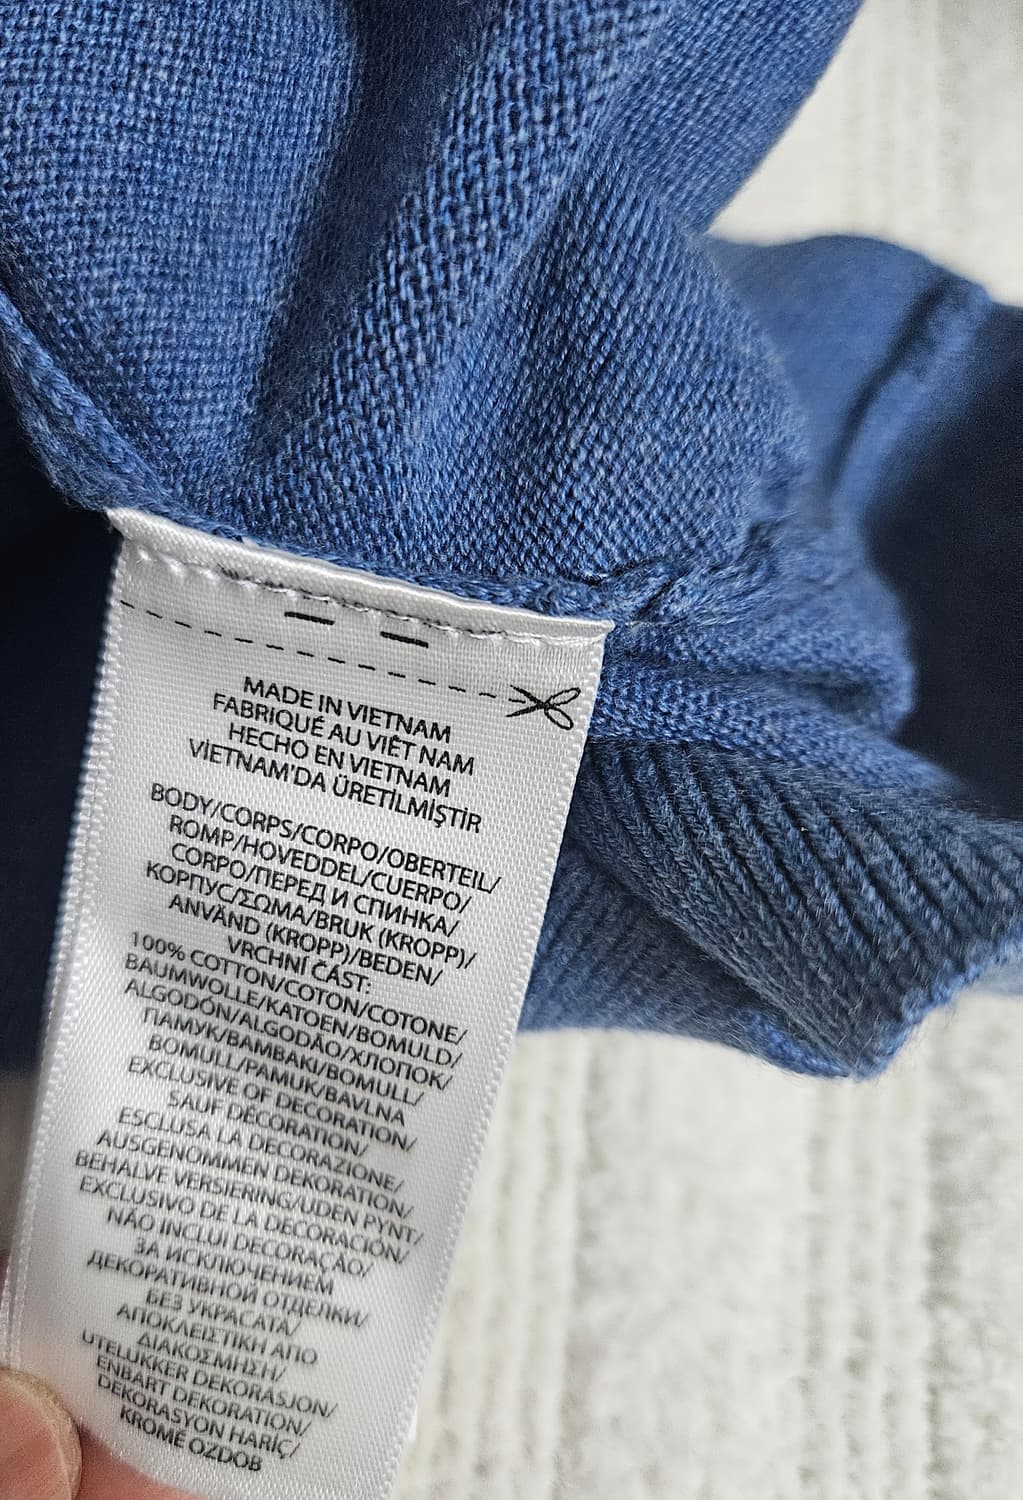 MADE IN VIETNAM
FABRIQUÉ AU VIÊT NAM
HECHO EN VIETNAM
VİETNAM'DA ÜRETİLMİŞTİR
BODY/CORPS/CORPO/OBERTEIL/
ROMP/HOVEDDEL/CUERPO/
CORPO/ПЕРЕД И СПИНКА/
КОРПУС/ΣΩΜΑ/BRUK (KROPP)/
ANVÄND (KROPP)/BEDEN/
VRCHNÍ ČÁST:
100% COTTON/COTON/COTONE/
BAUMWOLLE/KATOEN/BOMULD/
ALGODÓN/ALGODÃO/ХЛОПОК/
ПАМУК/ΒΑΜΒΑΚΙ/BOMULL/
BOMULL/PAMUK/BAVLNA
EXCLUSIVE OF DECORATION/
SAUF DÉCORATION/
ESCLUSA LA DECORAZIONE/
AUSGENOMMEN DEKORATION/
BEHALVE VERSIERING/UDEN PYNT/
EXCLUSIVO DE LA DECORACIÓN/
NÃO INCLUI DECORAÇÃO/
ЗА ИСКЛЮЧЕНИЕМ
ДЕКОРАТИВНОЙ ОТДЕЛКИ/
БЕЗ УКРАСАТА/
ΑΠΟΚΛΕΙΣΤΙΚΗ ΑΠΟ
ΔΙΑΚΟΣΜΗΣΗ/
UTELUKKER DEKORASJON/
ENBART DEKORATION/
DEKORASYON HARİÇ/
KROMĚ OZDOB